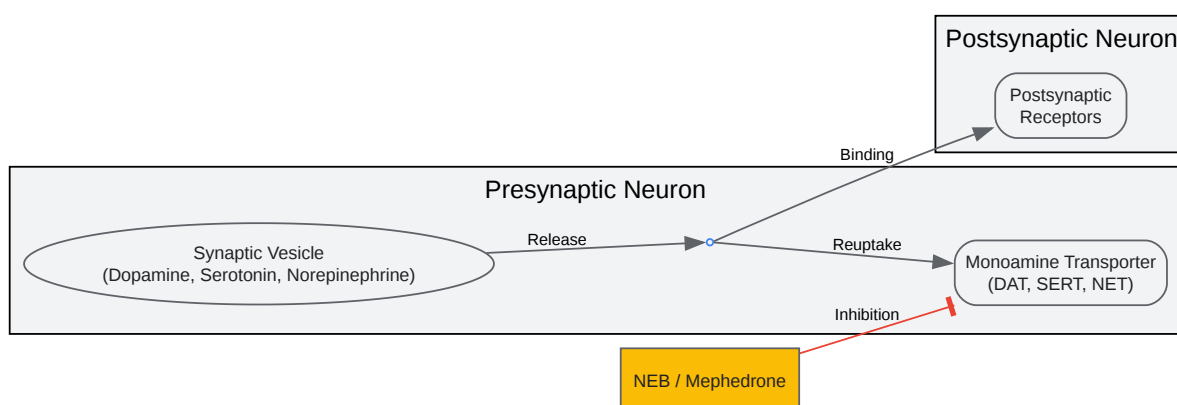 Postsynaptic Neuron
Postsynaptic
Receptors
Binding
Presynaptic Neuron
Synaptic Vesicle
(Dopamine, Serotonin, Norepinephrine)
Release
Reuptake
Monoamine Transporter
(DAT, SERT, NET)
Inhibition
NEB / Mephedrone